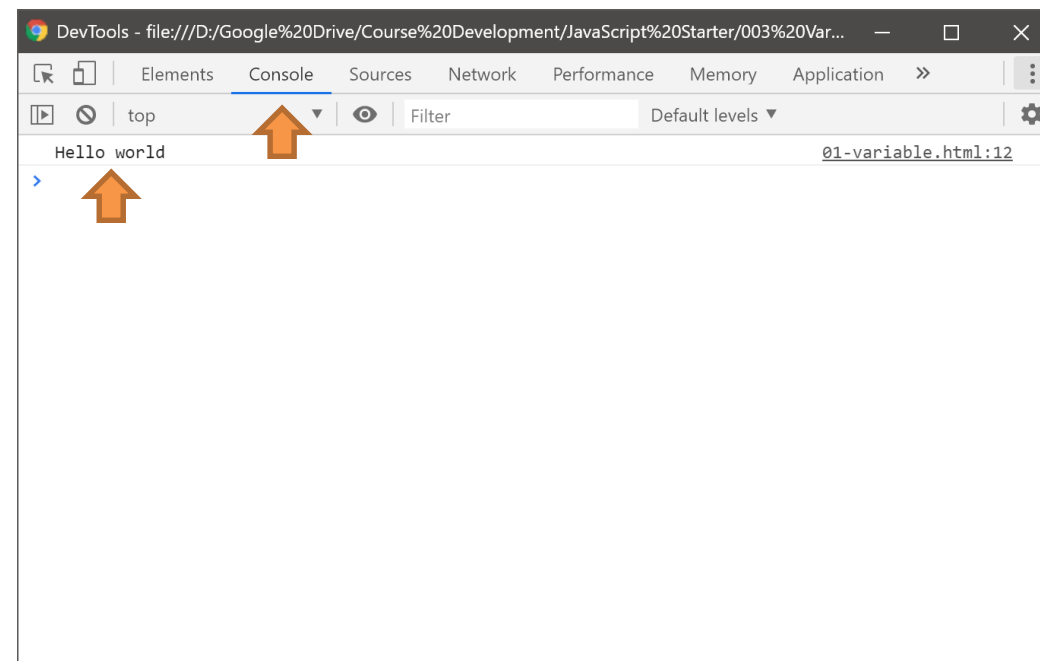 DevTools - file:///D:/Google%20Drive/Course%20Development/JavaScript%20Starter/003%20Var...
Elements Console Sources Network Performance Memory Application »
top ▼ Filter Default levels ▼
Hello world 01-variable.html:12
>